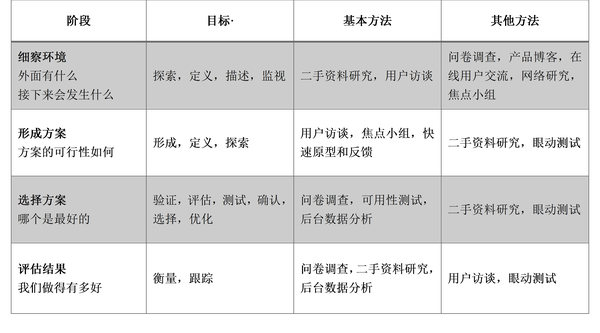 阶段 目标· 基本方法 其他方法
细察环境
外面有什么
接下来会发生什么
探索，定义，描述，监视
二手资料研究，用户访谈
问卷调查，产品博客，在
线用户交流，网络研究，
焦点小组
形成方案
方案的可行性如何
形成，定义，探索
用户访谈，焦点小组，快
速原型和反馈
二手资料研究，眼动测试
选择方案
哪个是最好的
验证，评估，测试，确认，
选择，优化
问卷调查，可用性测试，
后台数据分析
二手资料研究，眼动测试
评估结果
我们做得有多好
衡量，跟踪
问卷调查，二手资料研究，
后台数据分析
用户访谈，眼动测试